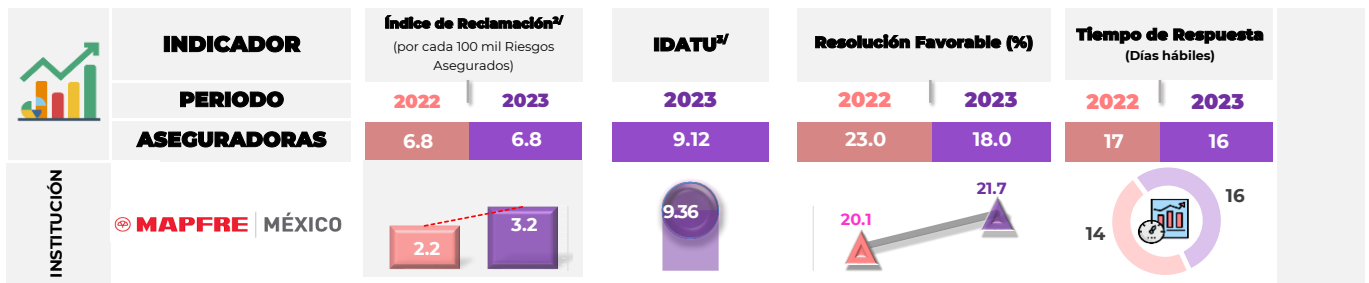 INDICADOR
Índice de Reclamación2/
(por cada 100 mil Riesgos
Asegurados)
IDATU3/
Resolución Favorable (%)
Tiempo de Respuesta
(Días hábiles)
PERIODO
2022 2023
2023
2022 2023
2022 2023
ASEGURADORAS
6.8 6.8
9.12
23.0 18.0
17 16
INSTITUCIÓN
MAPFRE MÉXICO
2.2 3.2
9.36
20.1 21.7
14 16